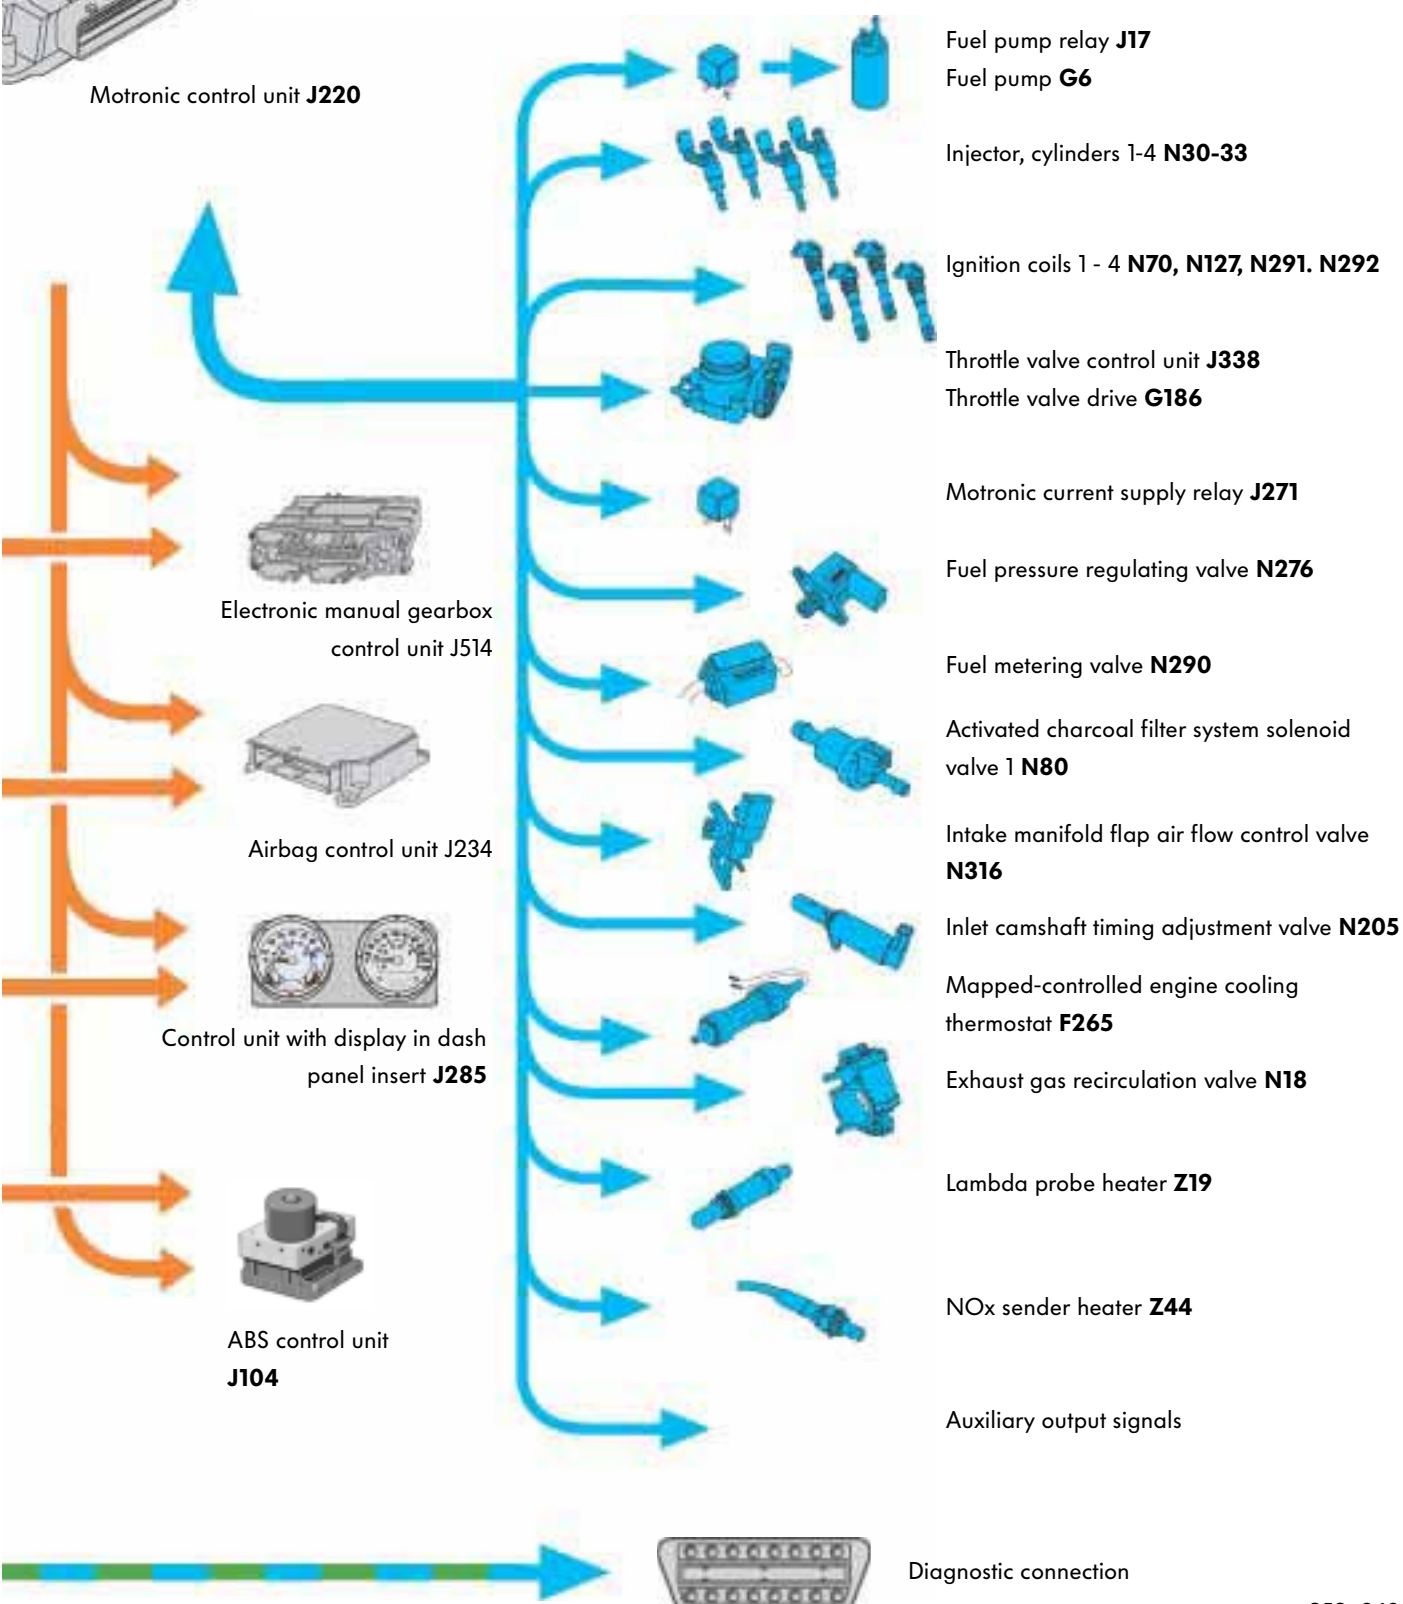 Motronic control unit J220
Fuel pump relay J17
Fuel pump G6
Injector, cylinders 1-4 N30-33
Ignition coils 1 - 4 N70, N127, N291. N292
Throttle valve control unit J338
Throttle valve drive G186
Motronic current supply relay J271
Fuel pressure regulating valve N276
Fuel metering valve N290
Activated charcoal filter system solenoid
valve 1 N80
Intake manifold flap air flow control valve
N316
Inlet camshaft timing adjustment valve N205
Mapped-controlled engine cooling
thermostat F265
Exhaust gas recirculation valve N18
Lambda probe heater Z19
NOx sender heater Z44
Auxiliary output signals
Electronic manual gearbox
control unit J514
Airbag control unit J234
Control unit with display in dash
panel insert J285
ABS control unit
J104
Diagnostic connection